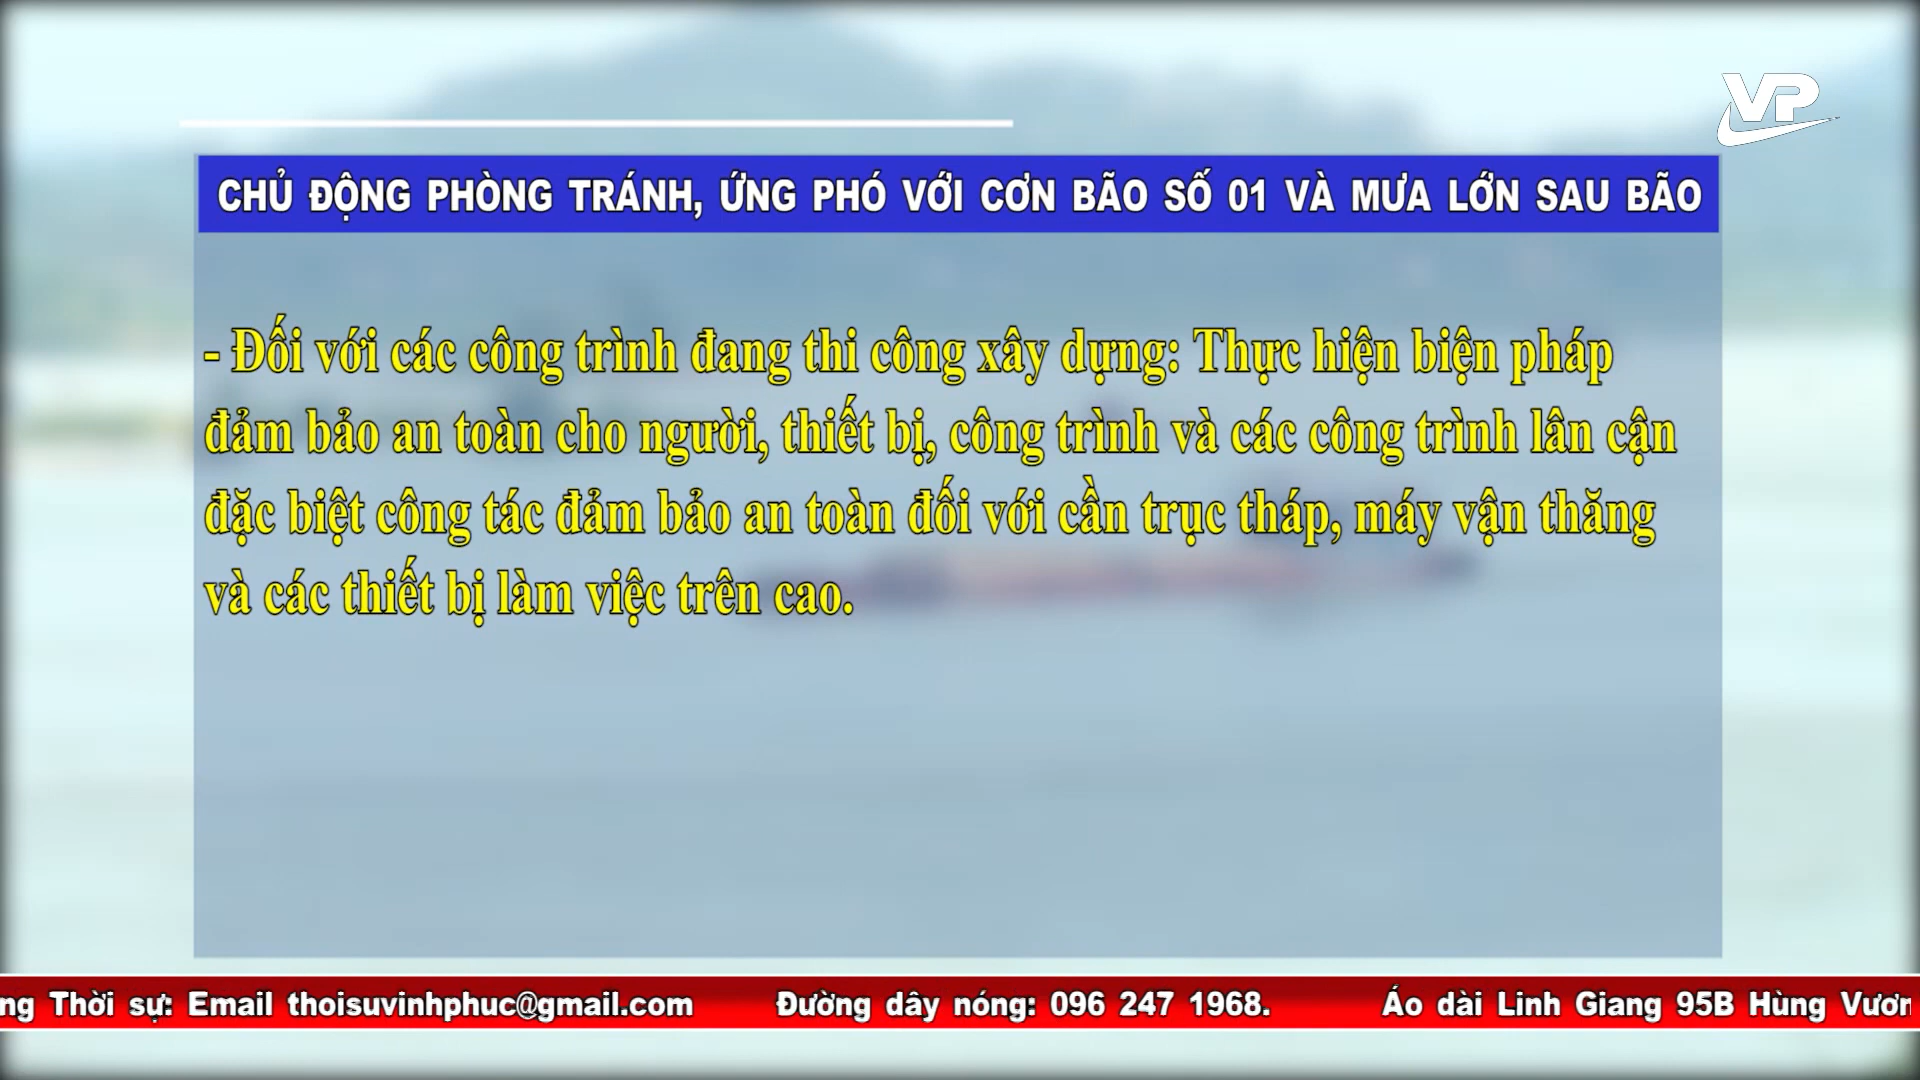 VP
CHỦ ĐỘNG PHÒNG TRÁNH, ỨNG PHÓ VỚI CƠN BÃO SỐ 01 VÀ MƯA LỚN SAU BÃO
- Đối với các công trình đang thi công xây dựng: Thực hiện biện pháp
đảm bảo an toàn cho người, thiết bị, công trình và các công trình lân cận
đặc biệt công tác đảm bảo an toàn đối với cần trục tháp, máy vận thăng
và các thiết bị làm việc trên cao.
ng Thời sự: Email thoisuvinhphuc@gmail.com Đường dây nóng: 096 247 1968. Áo dài Linh Giang 95B Hùng Vươn